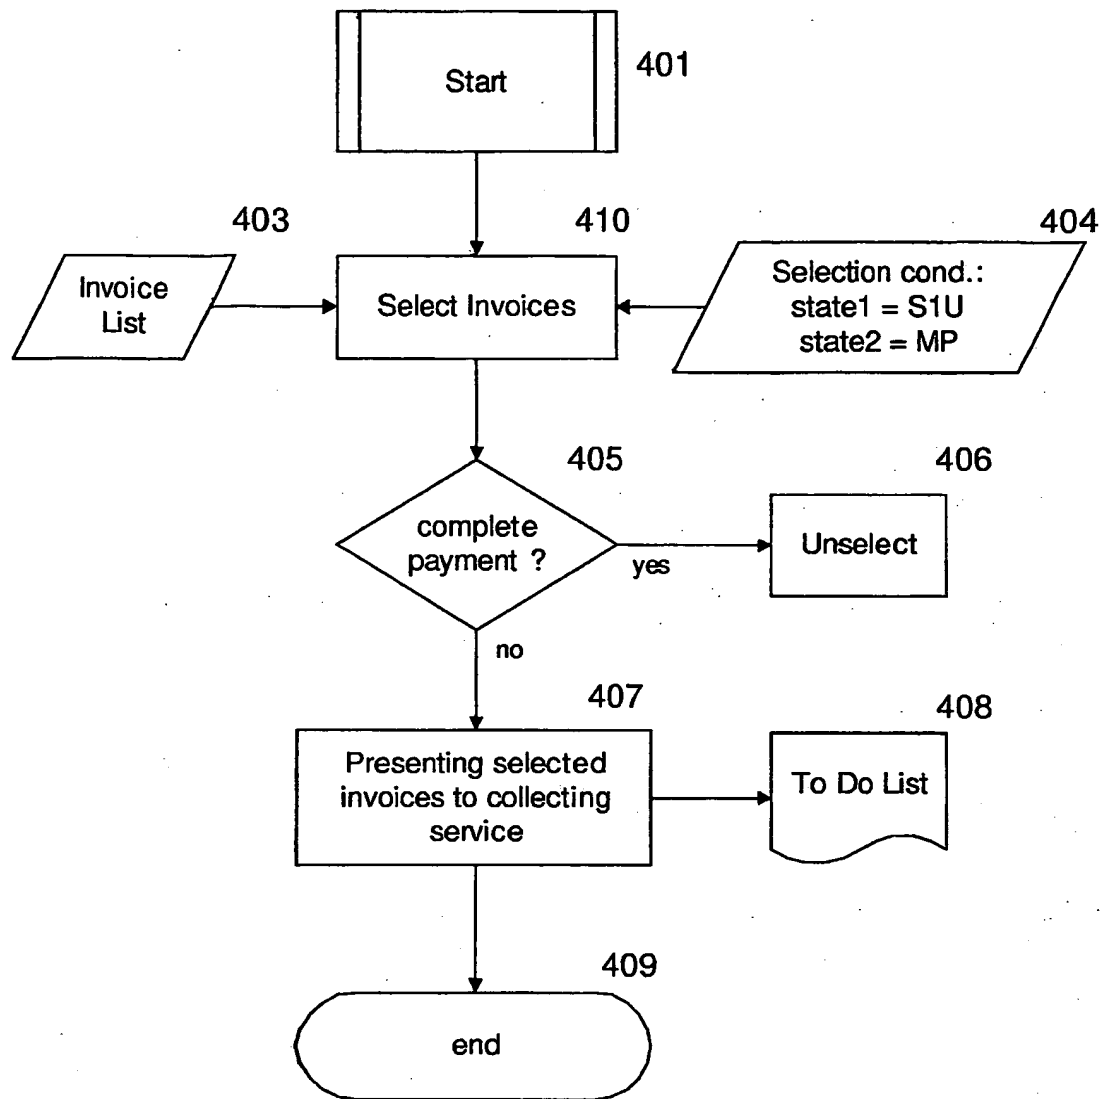 Start
401
403
410
404
Invoice
List
Select Invoices
Selection cond.:
state1 = S1U
state2 = MP
405
406
complete
payment ?
yes
Unselect
no
407
408
Presenting selected
invoices to collecting
service
To Do List
409
end